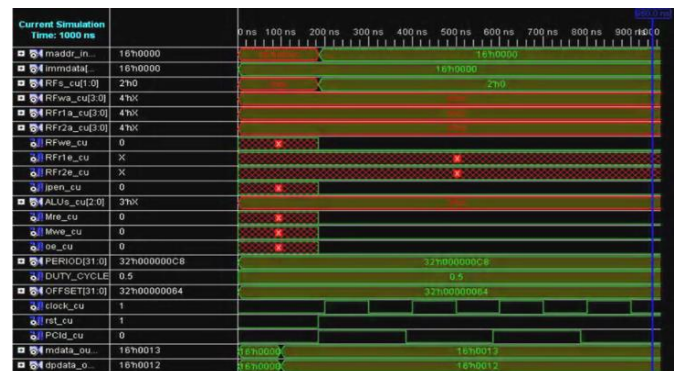 Current Simulation
Time: 1000 ns
0 ns 100 ns 200 ns 300 ns 400 ns 500 ns 600 ns 700 ns 800 ns 900 ns
maddr_in... 16'h0000 16'h0000
immdata[... 16'h0000 16'h0000
RFs_cu[1:0] 2'h0 2'h0
RFwa_cu[3:0] 4'hX
RFr1a_cu[3:0] 4'hX
RFr2a_cu[3:0] 4'hX
RFwe_cu 0 X
RFr1e_cu X X
RFr2e_cu X X
jpen_cu 0 X
ALUs_cu[2:0] 3'hX
Mre_cu 0 X
Mwe_cu 0 X
oe_cu 0 X
PERIOD[31:0] 32'h000000C8 32'h000000C8
DUTY_CYCLE 0.5 0.5
OFFSET[31:0] 32'h00000064 32'h00000064
clock_cu 1
rst_cu 1
PCld_cu 0
mdata_ou... 16'h0013 16'h0000 16'h0013
dpdata_o... 16'h0012 16'h0000 16'h0012